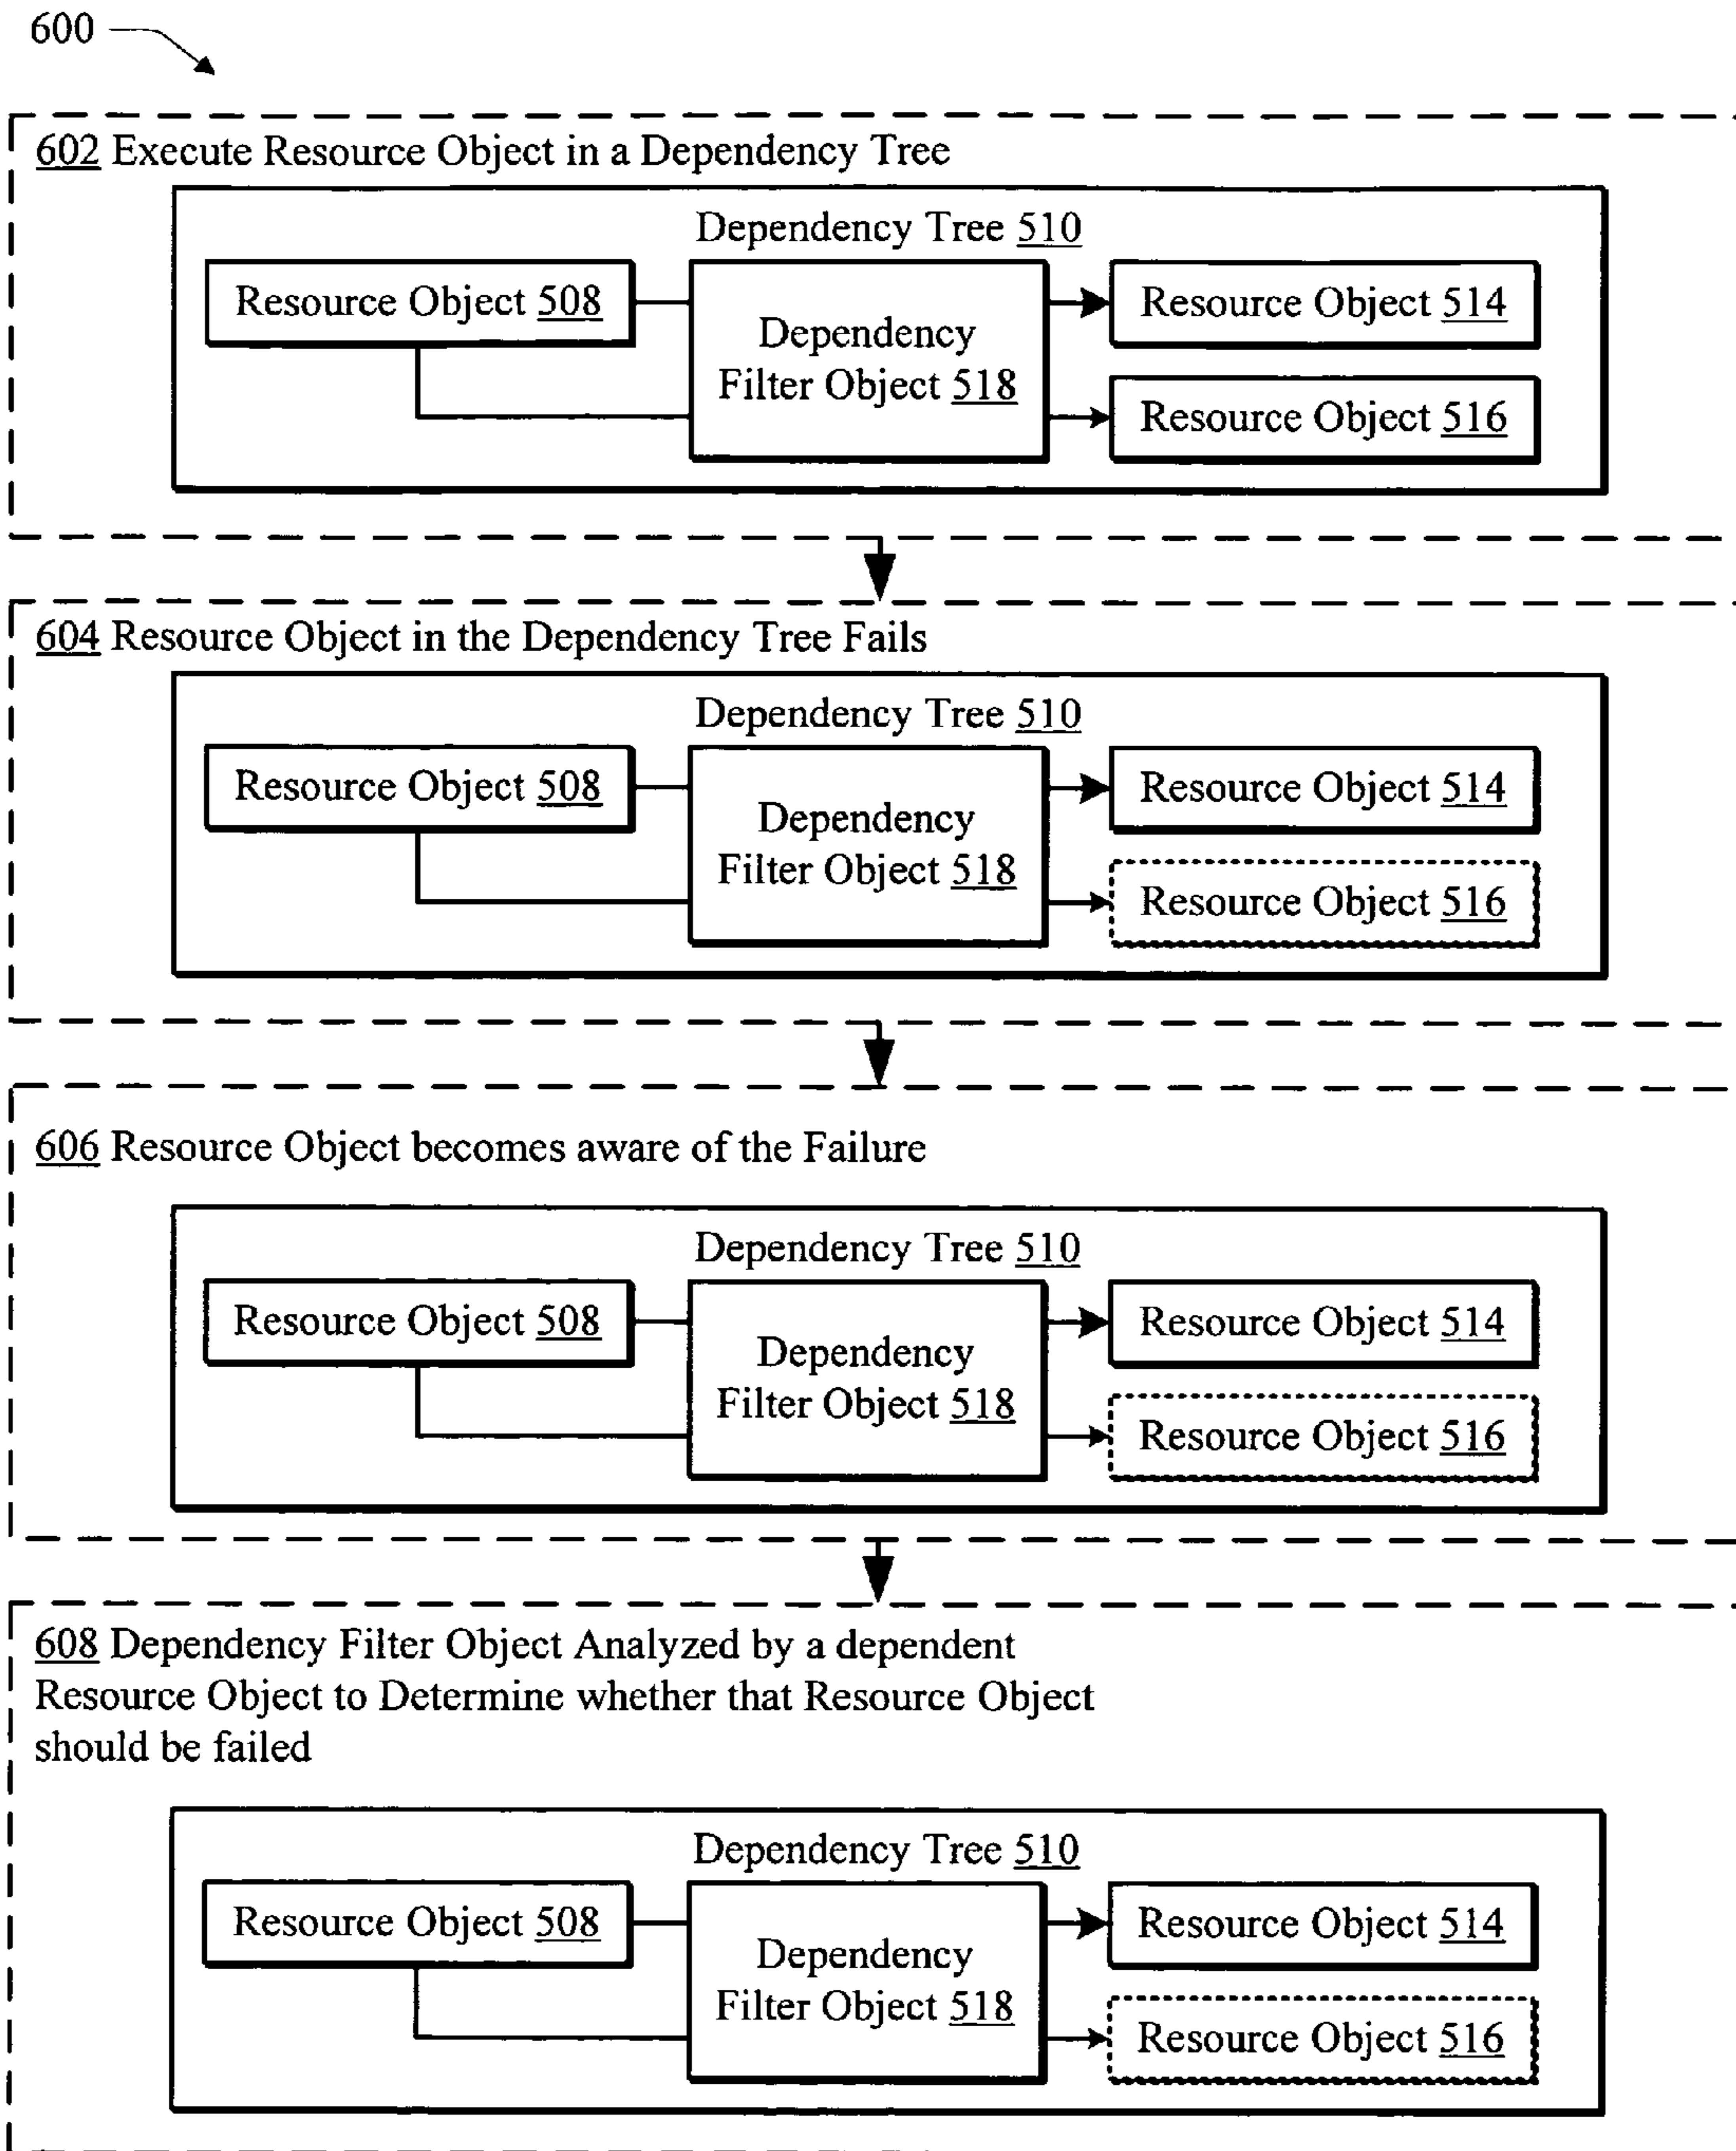 600
602 Execute Resource Object in a Dependency Tree
Dependency Tree 510
Resource Object 508
Dependency
Filter Object 518
Resource Object 514
Resource Object 516
604 Resource Object in the Dependency Tree Fails
Dependency Tree 510
Resource Object 508
Dependency
Filter Object 518
Resource Object 514
Resource Object 516
606 Resource Object becomes aware of the Failure
Dependency Tree 510
Resource Object 508
Dependency
Filter Object 518
Resource Object 514
Resource Object 516
608 Dependency Filter Object Analyzed by a dependent
Resource Object to Determine whether that Resource Object
should be failed
Dependency Tree 510
Resource Object 508
Dependency
Filter Object 518
Resource Object 514
Resource Object 516